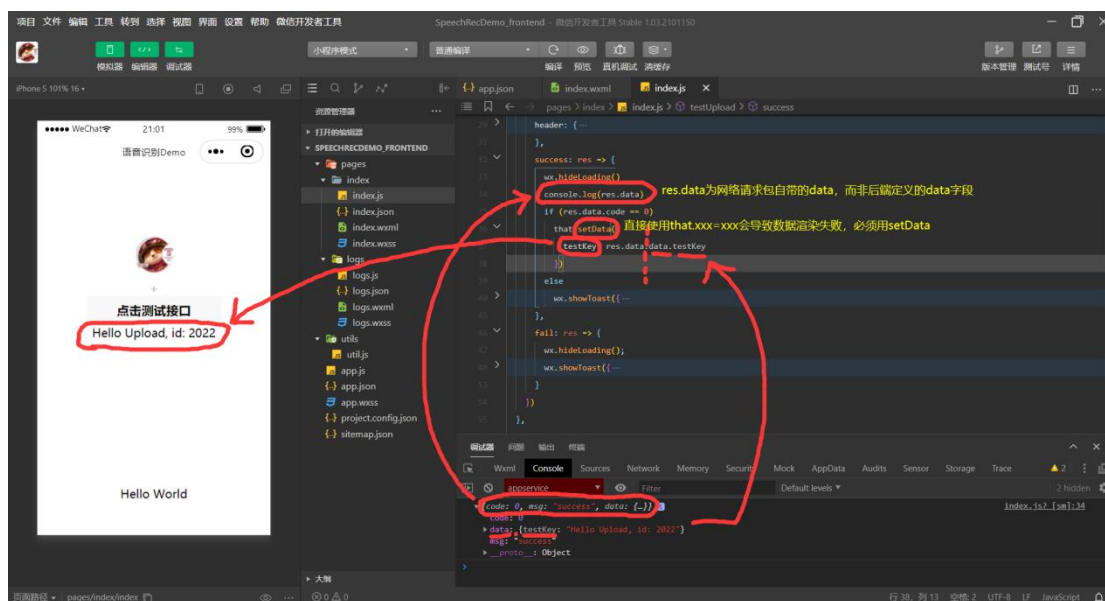 项目 文件 编辑 工具 转到 选择 视图 界面 设置 帮助 微信开发者工具
SpeechRecDemo_frontend - 微信开发者工具 Stable 1.03.2101150
模拟器 编辑器 调试器
小程序模式
普通编译
编译 预览 真机调试 清缓存
版本管理 测试号 详情
iPhone 5 101% 16
WeChat
21:01
99%
语音识别Demo
点击测试接口
Hello Upload, id: 2022
Hello World
资源管理器
打开的编辑器
SPEECHRECDEMO_FRONTEND
pages
index
index.js
index.json
index.wxml
index.wxss
logs
logs.js
logs.json
logs.wxml
logs.wxss
utils
util.js
app.js
app.json
app.wxss
project.config.json
sitemap.json
大纲
app.json
index.wxml
index.js
pages > index > index.js > testUpload > success
header: {
},
success: res => {
wx.hideLoading()
console.log(res.data)
res.data为网络请求包自带的data，而非后端定义的data字段
if (res.data.code == 0)
that.setData({
直接使用that.xxx=xxx会导致数据渲染失败，必须用setData
testKey: res.data.data.testKey
})
else
wx.showToast({
},
fail: res => {
wx.hideLoading();
wx.showToast({
}
})
},
调试器 问题 输出 终端
Wxml Console Sources Network Memory Security Mock AppData Audits Sensor Storage Trace
2
appservice
Filter
Default levels
2 hidden
{code: 0, msg: "success", data: {…}}
index.js? [sm]:34
code: 0
data: {testKey: "Hello Upload, id: 2022"}
msg: "success"
__proto__: Object
页面路径 pages/index/index
0 0
行 38，列 13 空格: 2 UTF-8 LF JavaScript